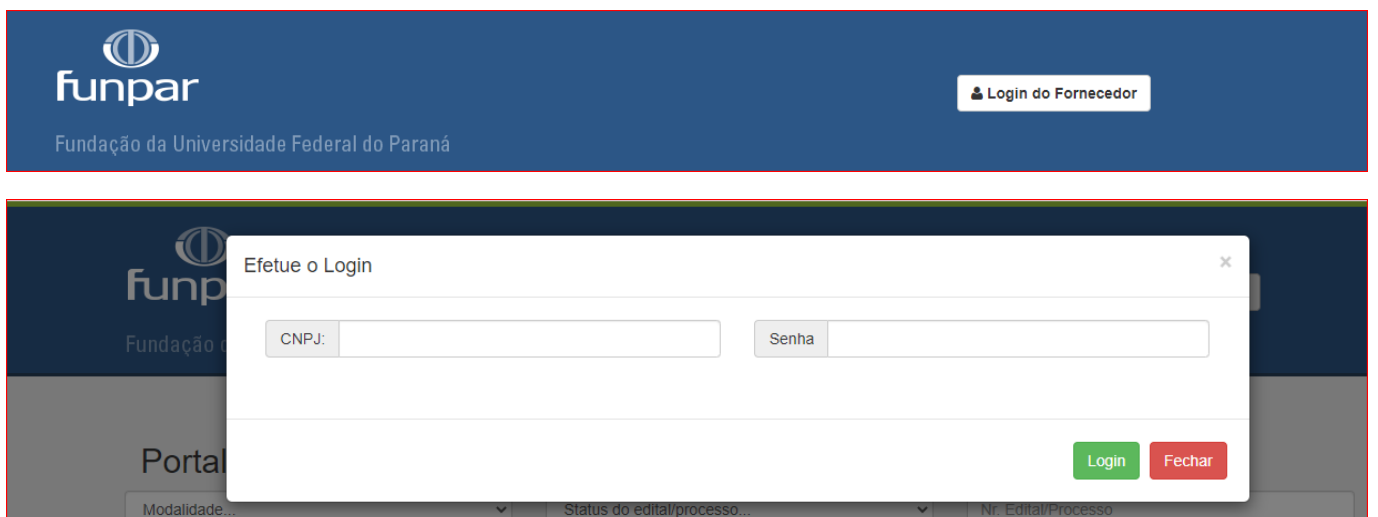 funpar
Login do Fornecedor
Fundação da Universidade Federal do Paraná
Efetue o Login ×
funp
Fundação
CNPJ:
Senha
Portal
Login Fechar
Modalidade... Status do edital/processo... Nr. Edital/Processo